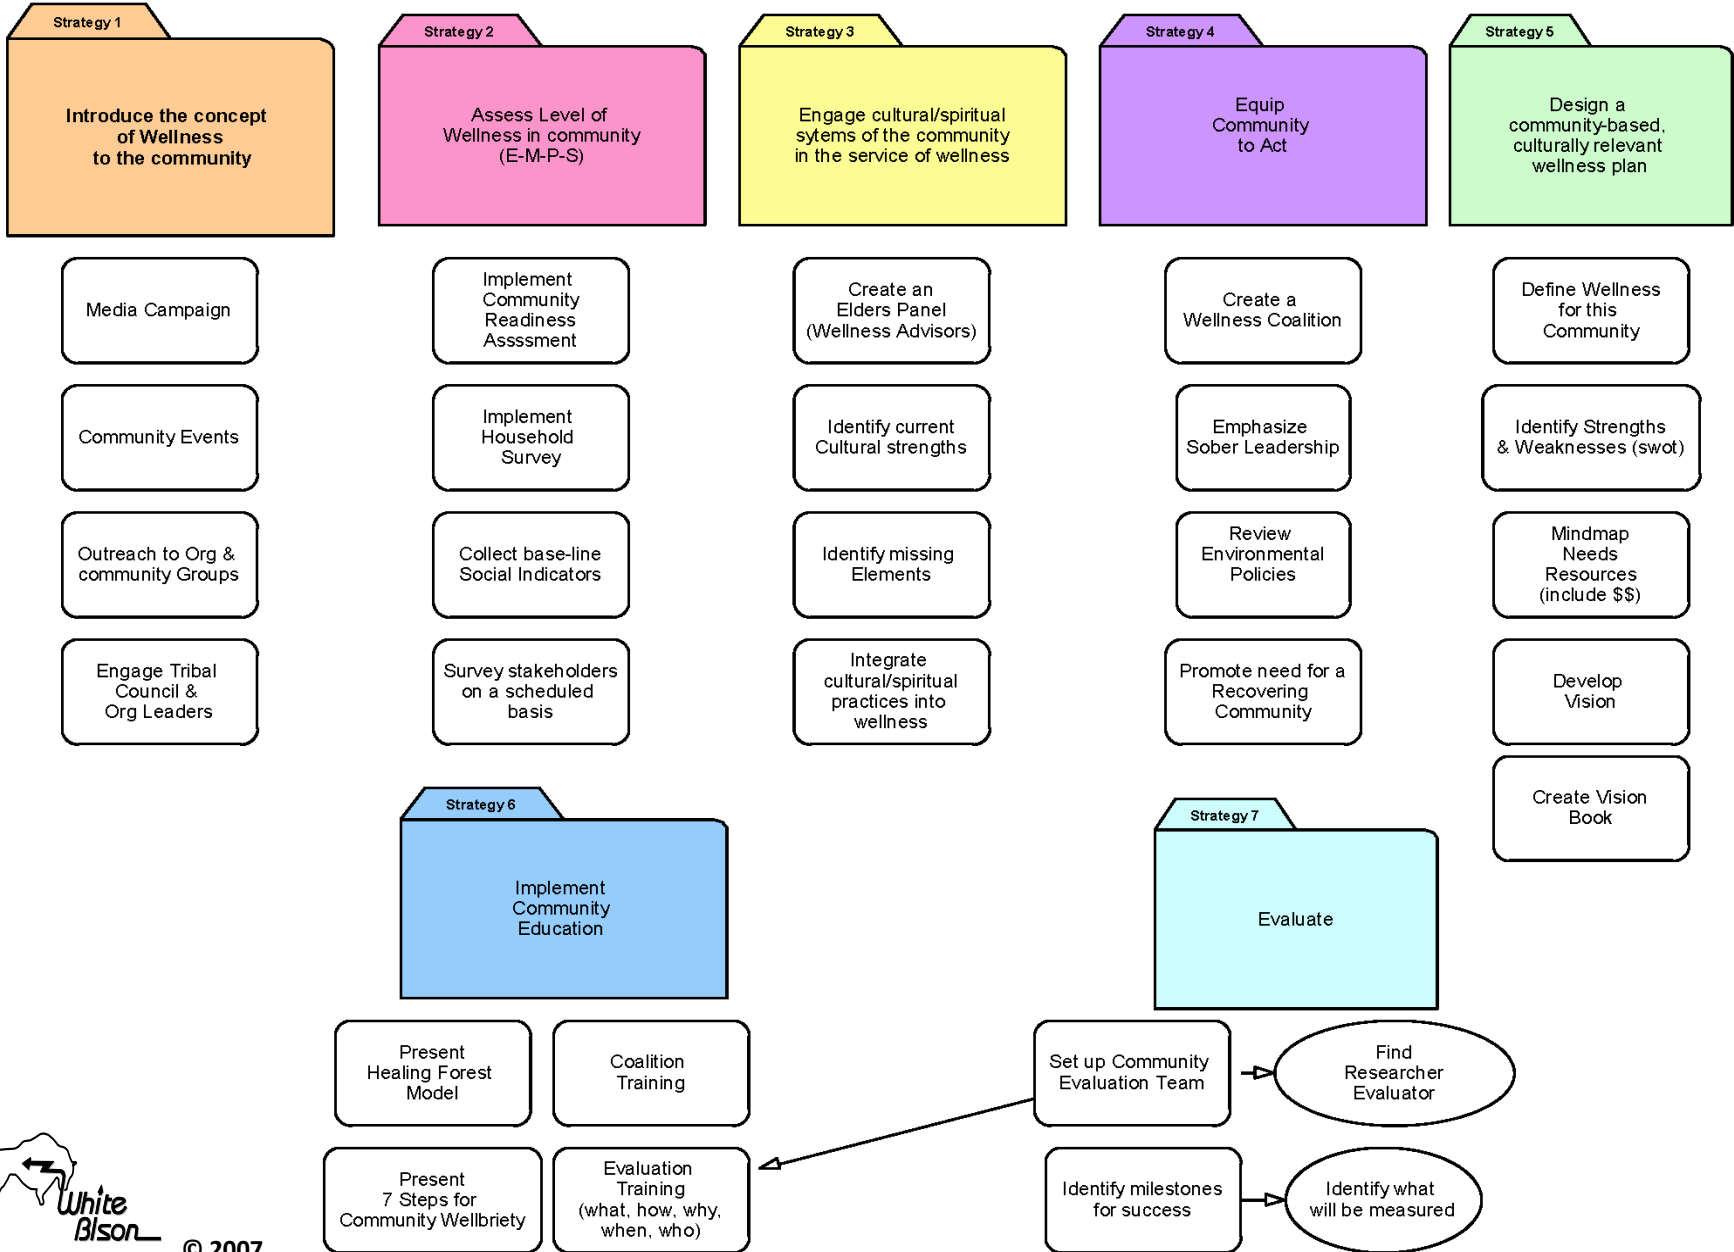 Strategy 1
Introduce the concept
of Wellness
to the community
Media Campaign
Community Events
Outreach to Org &
community Groups
Engage Tribal
Council &
Org Leaders
Strategy 2
Assess Level of
Wellness in community
(E-M-P-S)
Implement
Community
Readiness
Asssment
Implement
Household
Survey
Collect base-line
Social Indicators
Survey stakeholders
on a scheduled
basis
Strategy 3
Engage cultural/spiritual
sytems of the community
in the service of wellness
Create an
Elders Panel
(Wellness Advisors)
Identify current
Cultural strengths
Identify missing
Elements
Integrate
cultural/spiritual
practices into
wellness
Strategy 4
Equip
Community
to Act
Create a
Wellness Coalition
Emphasize
Sober Leadership
Review
Environmental
Policies
Promote need for a
Recovering
Community
Strategy 5
Design a
community-based,
culturally relevant
wellness plan
Define Wellness
for this
Community
Identify Strengths
& Weaknesses (swot)
Mindmap
Needs
Resources
(include $$)
Develop
Vision
Create Vision
Book
Strategy 6
Implement
Community
Education
Present
Healing Forest
Model
Coalition
Training
Present
7 Steps for
Community Wellbriety
Evaluation
Training
(what, how, why,
when, who)
Strategy 7
Evaluate
Set up Community
Evaluation Team
Find
Researcher
Evaluator
Identify milestones
for success
Identify what
will be measured
White
BIson
© 2007